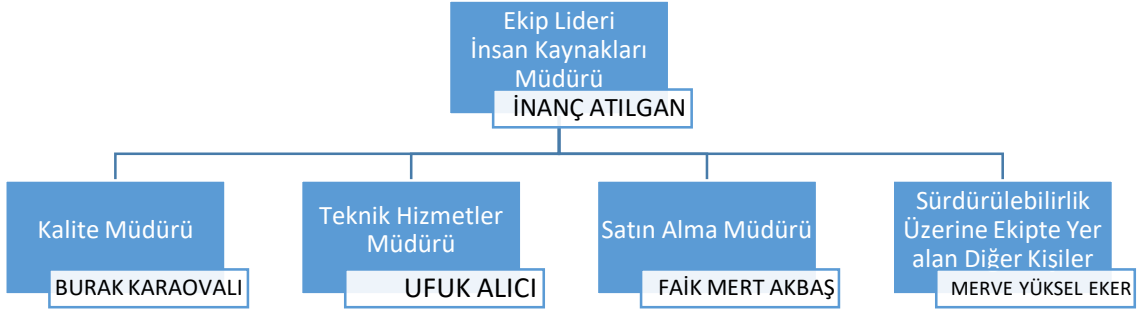 Ekip Lideri
İnsan Kaynakları
Müdürü
İNANÇ ATILGAN
Kalite Müdürü
BURAK KARAOVALI
Teknik Hizmetler
Müdürü
UFUK ALICI
Satın Alma Müdürü
FAİK MERT AKBAŞ
Sürdürülebilirlik
Üzerine Ekipte Yer
alan Diğer Kişiler
MERVE YÜKSEL EKER